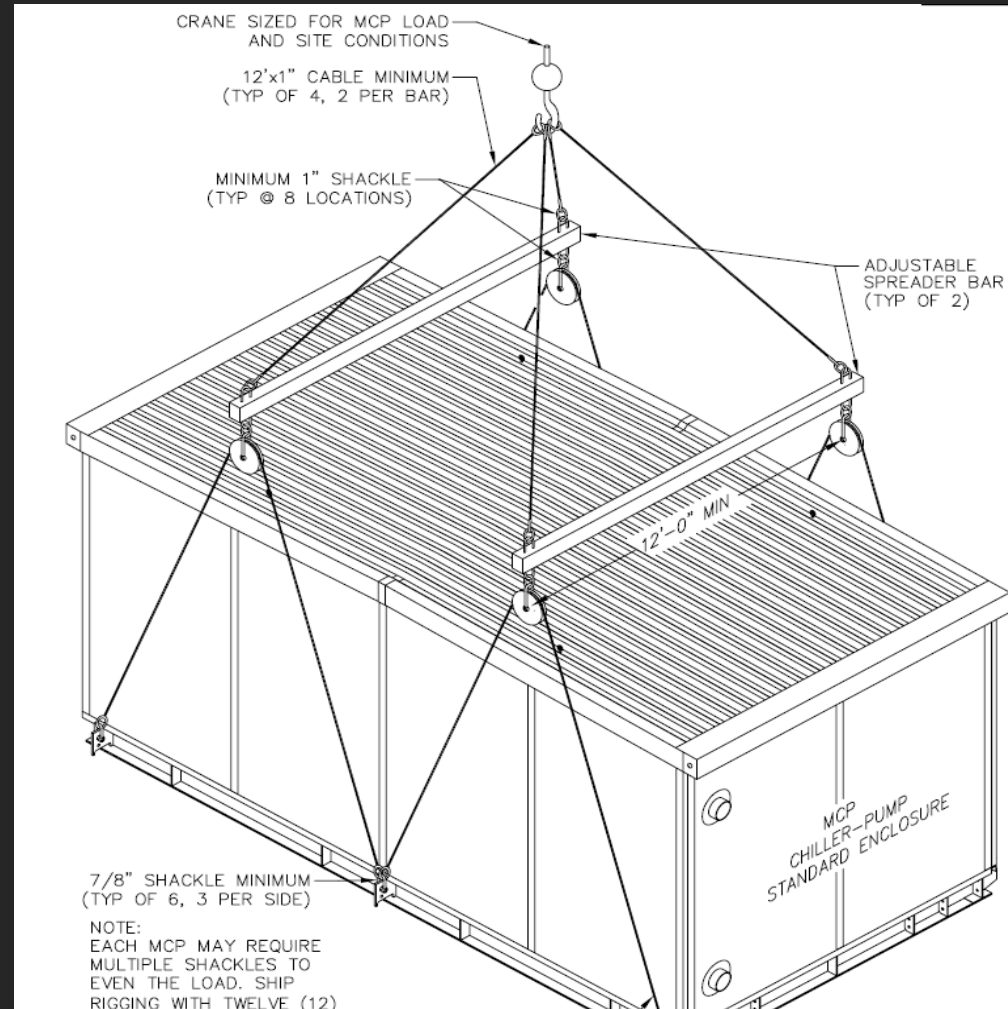 CRANE SIZED FOR MCP LOAD
AND SITE CONDITIONS
12'x1" CABLE MINIMUM
(TYP OF 4, 2 PER BAR)
MINIMUM 1" SHACKLE
(TYP @ 8 LOCATIONS)
ADJUSTABLE
SPREADER BAR
(TYP OF 2)
12'-0" MIN
MCP
CHILLER-PUMP
STANDARD ENCLOSURE
7/8" SHACKLE MINIMUM
(TYP OF 6, 3 PER SIDE)
NOTE:
EACH MCP MAY REQUIRE
MULTIPLE SHACKLES TO
EVEN THE LOAD. SHIP
RIGGING WITH TWELVE (12)